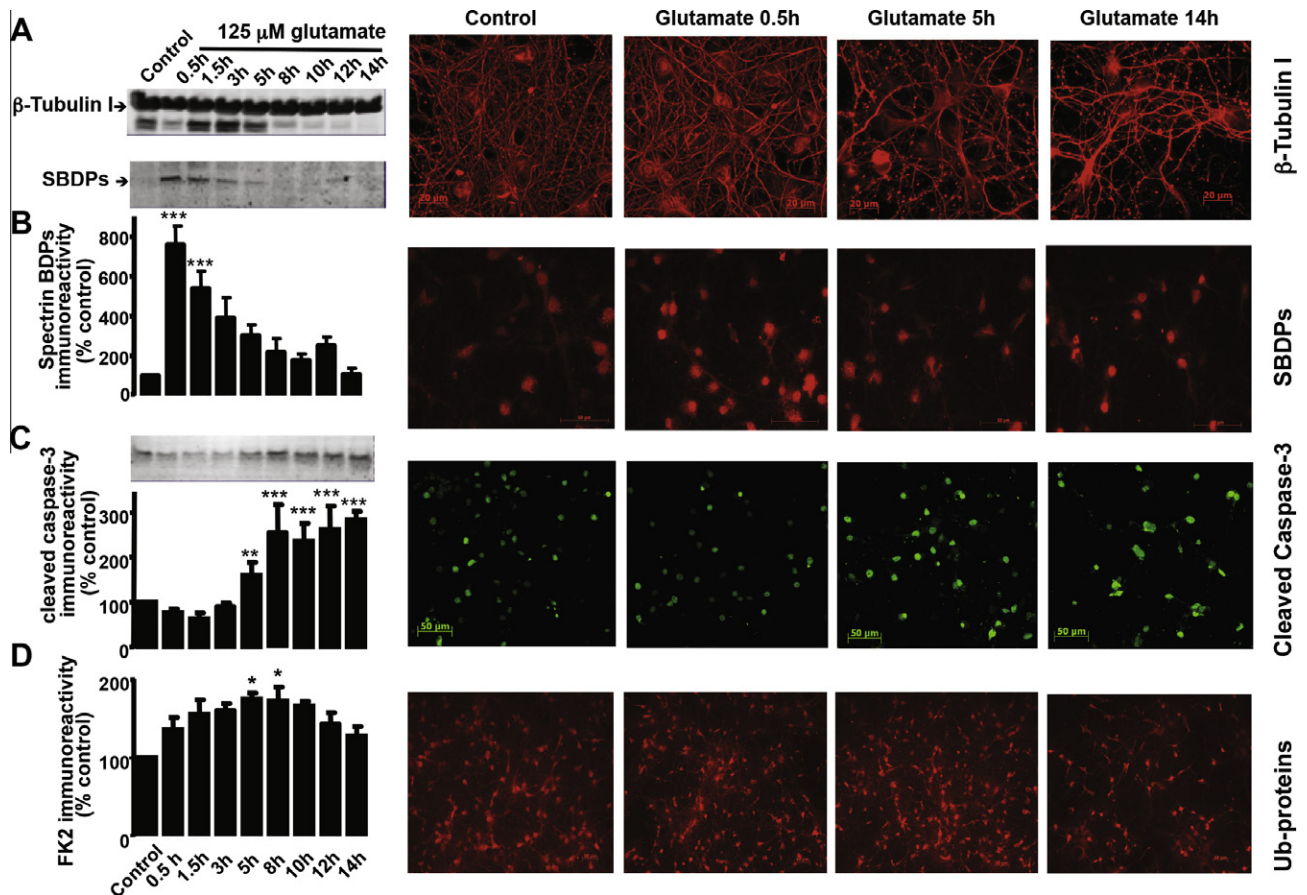 A
125 μM glutamate
Control
0.5h
1.5h
3h
5h
8h
10h
12h
14h
β-Tubulin I
SBDPs
B
Spectrin BDPs
immunoreactivity
(% control)
800
600
400
200
0
***
***
C
cleaved caspase-3
immunoreactivity
(% control)
300
200
100
0
**
***
***
***
***
D
FK2 immunoreactivity
(% control)
200
100
0
*
*
Control
0.5 h
1.5h
3h
5h
8h
10h
12h
14h
Control
Glutamate 0.5h
Glutamate 5h
Glutamate 14h
20 μm
20 μm
20 μm
20 μm
β-Tubulin I
SBDPs
50 μm
50 μm
50 μm
50 μm
Cleaved Caspase-3
Ub-proteins